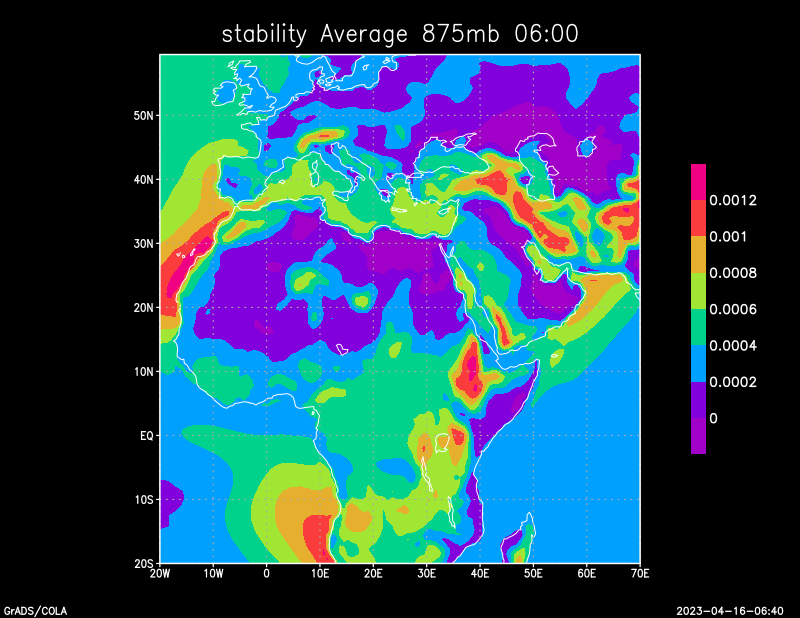 stability Average 875mb 06:00
50N
40N
30N
20N
10N
EQ
10S
20S
20W 10W 0 10E 20E 30E 40E 50E 60E 70E
0.0012
0.001
0.0008
0.0006
0.0004
0.0002
0
GrADS/COLA
2023-04-16-06:40